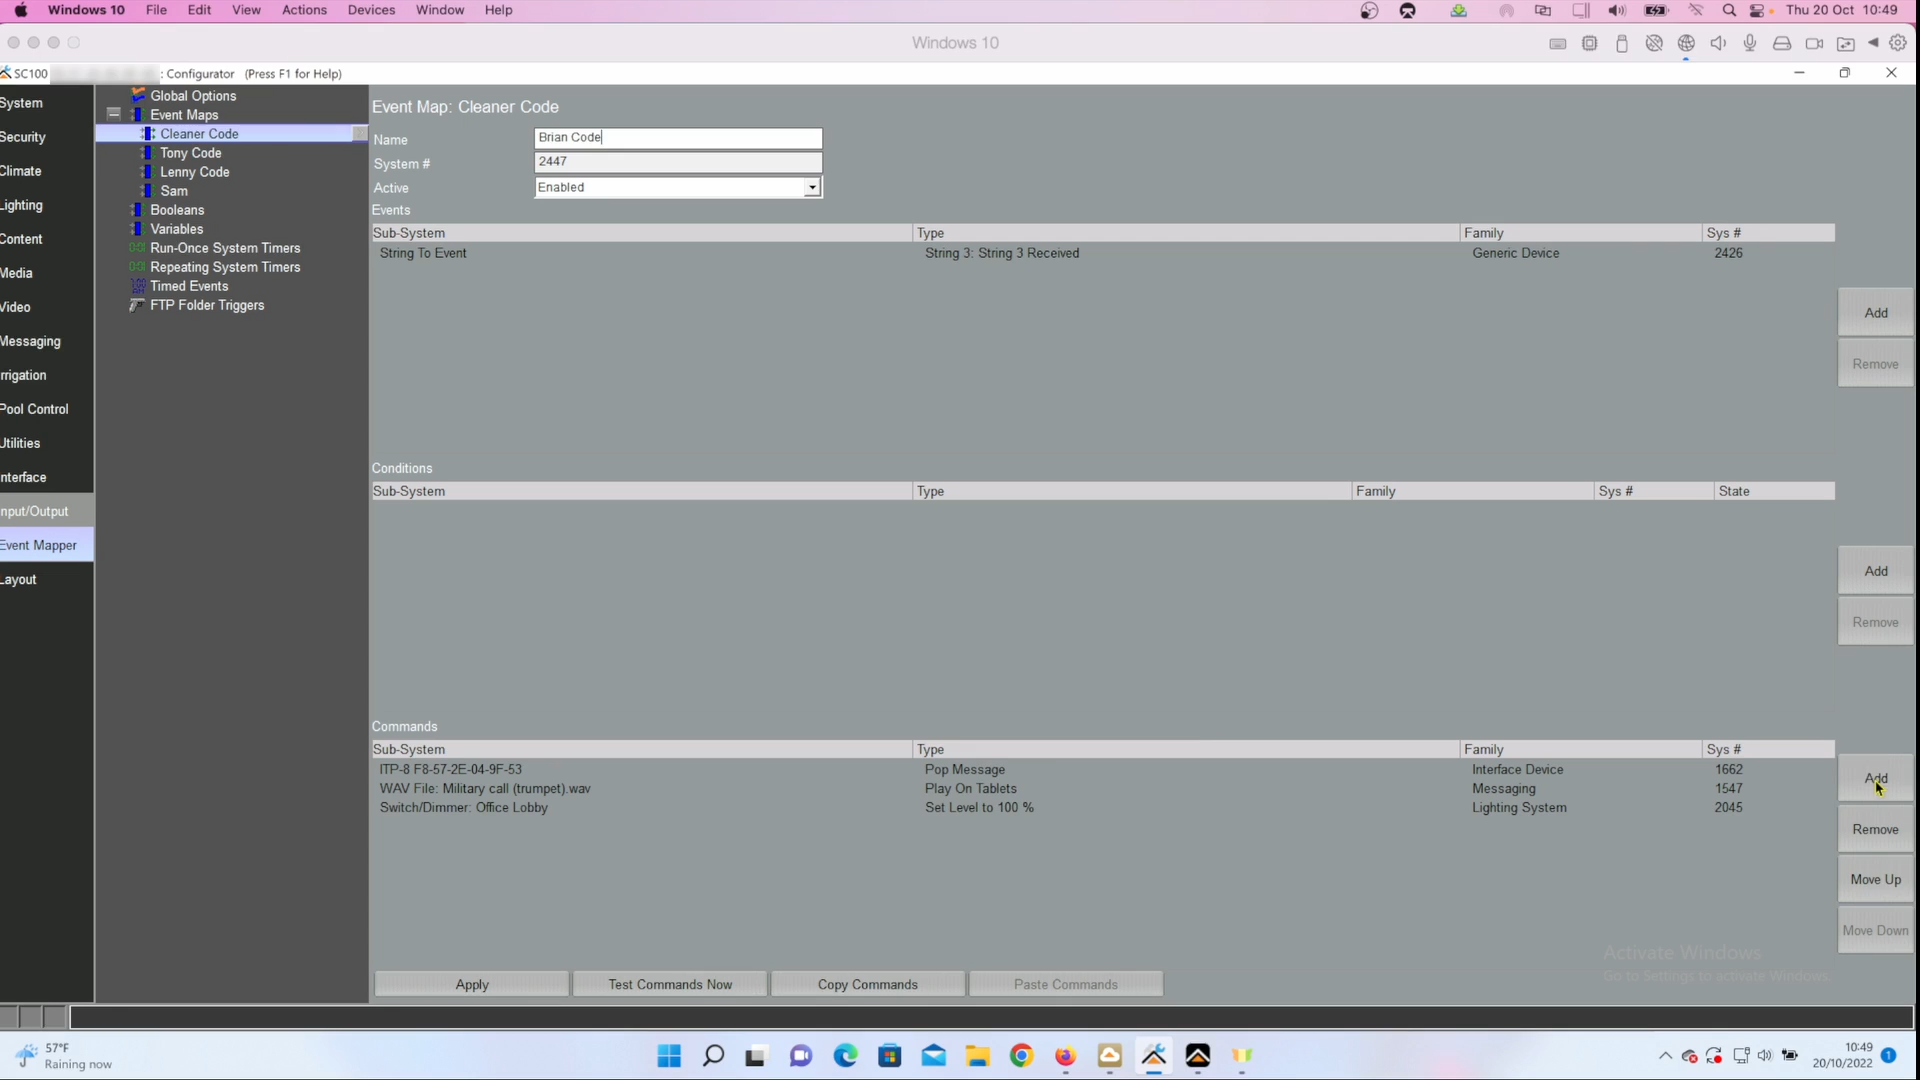 Windows 10 File Edit View Actions Devices Window Help Thu 20 Oct 10:49
Windows 10
SC100 : Configurator (Press F1 for Help)
System
Security
Climate
Lighting
Content
Media
Video
Messaging
rrigation
Pool Control
Utilities
nterface
nput/Output
Event Mapper
Layout
Global Options
Event Maps
Cleaner Code
Tony Code
Lenny Code
Sam
Booleans
Variables
Run-Once System Timers
Repeating System Timers
Timed Events
FTP Folder Triggers
Event Map: Cleaner Code
Name Brian Code
System # 2447
Active Enabled
Events
Sub-System Type Family Sys #
String To Event String 3: String 3 Received Generic Device 2426
Add
Remove
Conditions
Sub-System Type Family Sys # State
Add
Remove
Commands
Sub-System Type Family Sys #
ITP-8 F8-57-2E-04-9F-53 Pop Message Interface Device 1662
WAV File: Military call (trumpet).wav Play On Tablets Messaging 1547
Switch/Dimmer: Office Lobby Set Level to 100 % Lighting System 2045
Add
Remove
Move Up
Move Down
Activate Windows
Go to Settings to activate Windows
Apply Test Commands Now Copy Commands Paste Commands
57°F
Raining now
10:49
20/10/2022
1